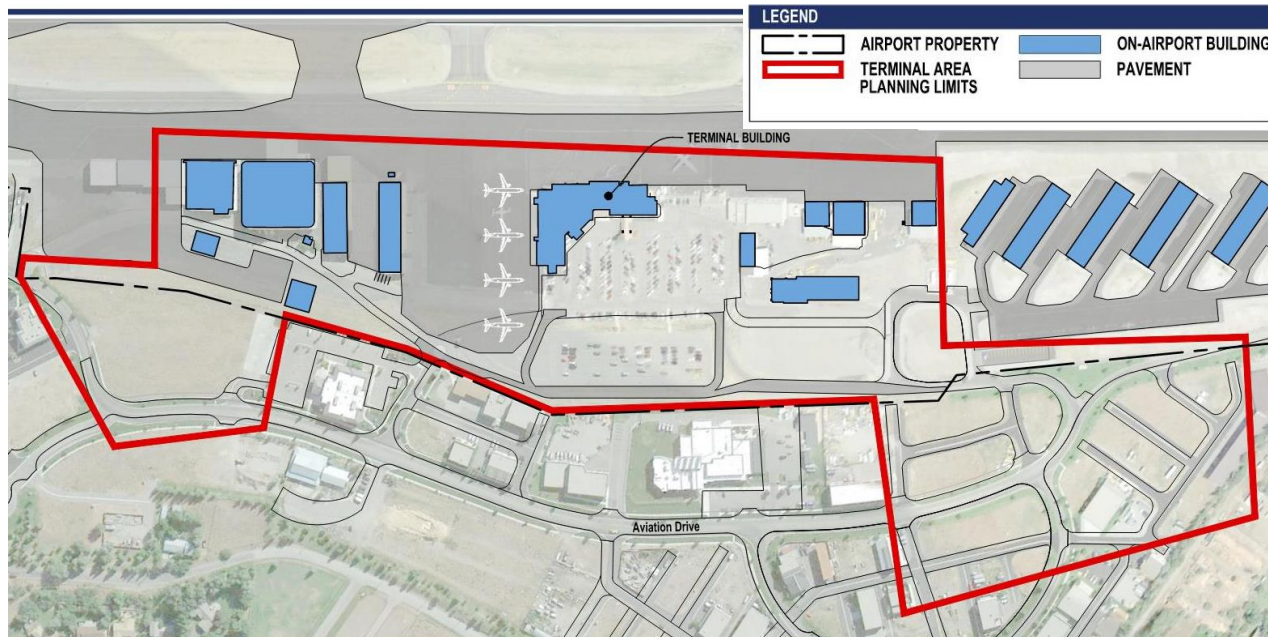 LEGEND
AIRPORT PROPERTY
ON-AIRPORT BUILDING
TERMINAL AREA
PLANNING LIMITS
PAVEMENT
TERMINAL BUILDING
Aviation Drive